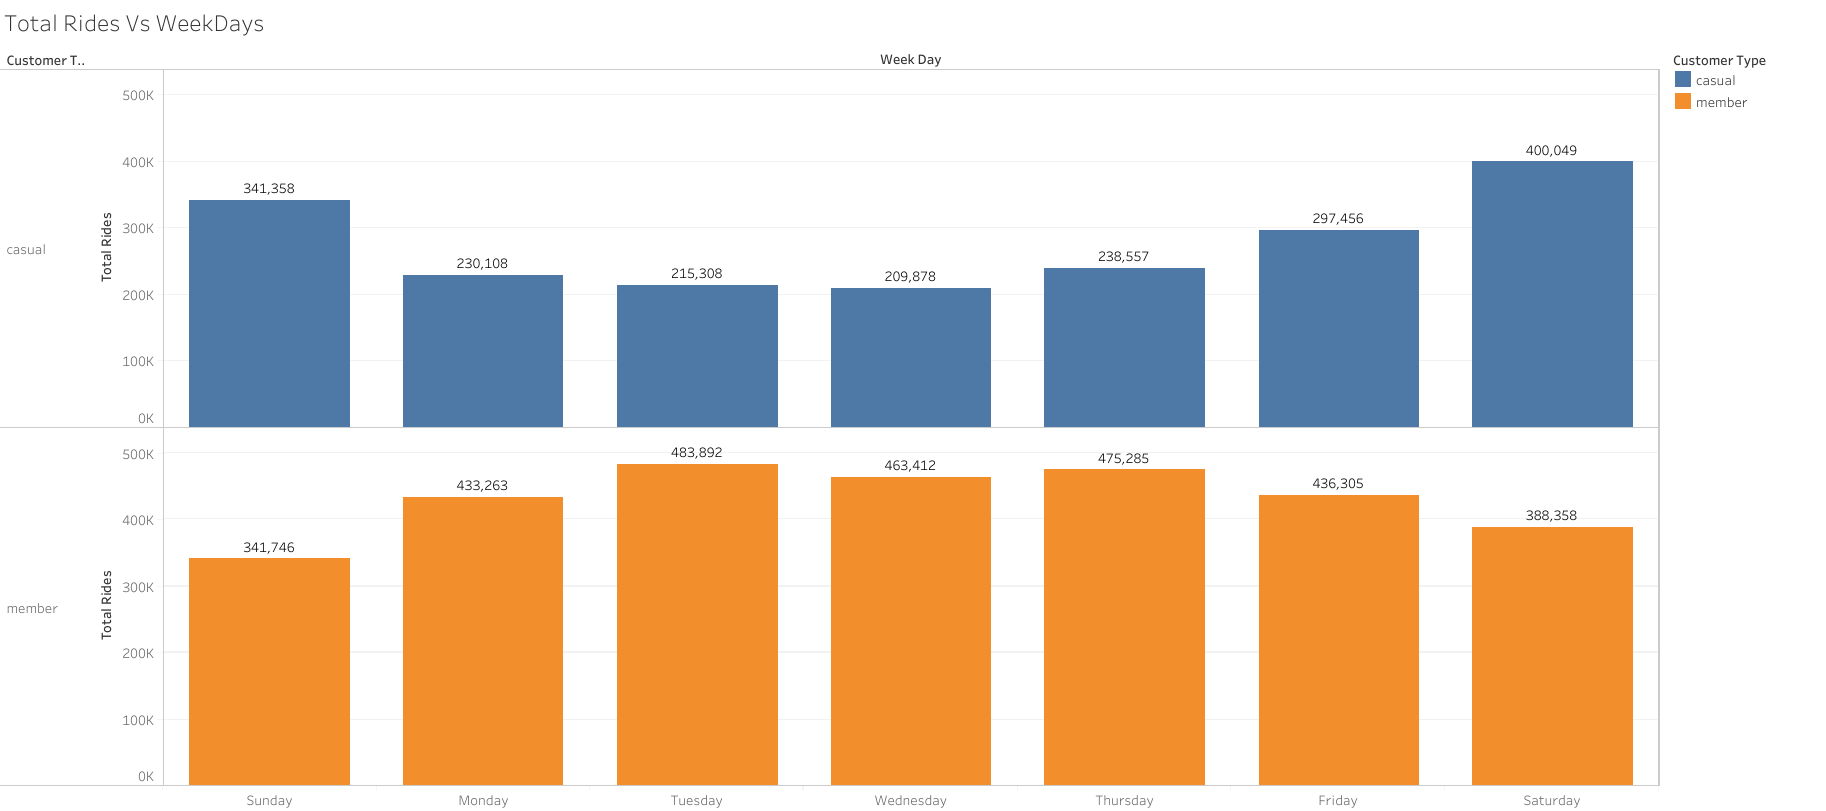 Total Rides Vs WeekDays
Customer T..
Week Day
Customer Type
casual
member
500K
400K
300K
200K
100K
0K
Total Rides
casual
341,358
230,108
215,308
209,878
238,557
297,456
400,049
500K
400K
300K
200K
100K
0K
Total Rides
member
341,746
433,263
483,892
463,412
475,285
436,305
388,358
Sunday
Monday
Tuesday
Wednesday
Thursday
Friday
Saturday